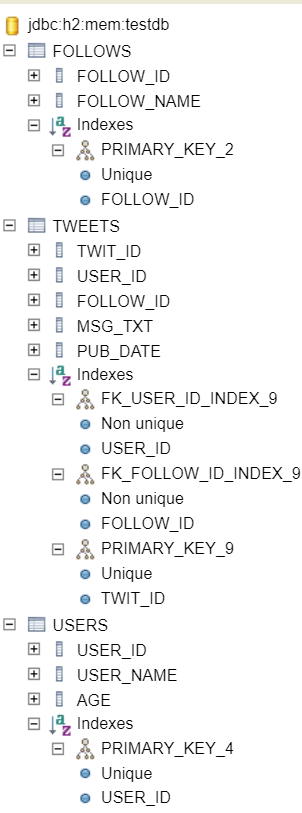 jdbc:h2:mem:testdb
FOLLOWS
FOLLOW_ID
FOLLOW_NAME
Indexes
PRIMARY_KEY_2
Unique
FOLLOW_ID
TWEETS
TWIT_ID
USER_ID
FOLLOW_ID
MSG_TXT
PUB_DATE
Indexes
FK_USER_ID_INDEX_9
Non unique
USER_ID
FK_FOLLOW_ID_INDEX_9
Non unique
FOLLOW_ID
PRIMARY_KEY_9
Unique
TWIT_ID
USERS
USER_ID
USER_NAME
AGE
Indexes
PRIMARY_KEY_4
Unique
USER_ID